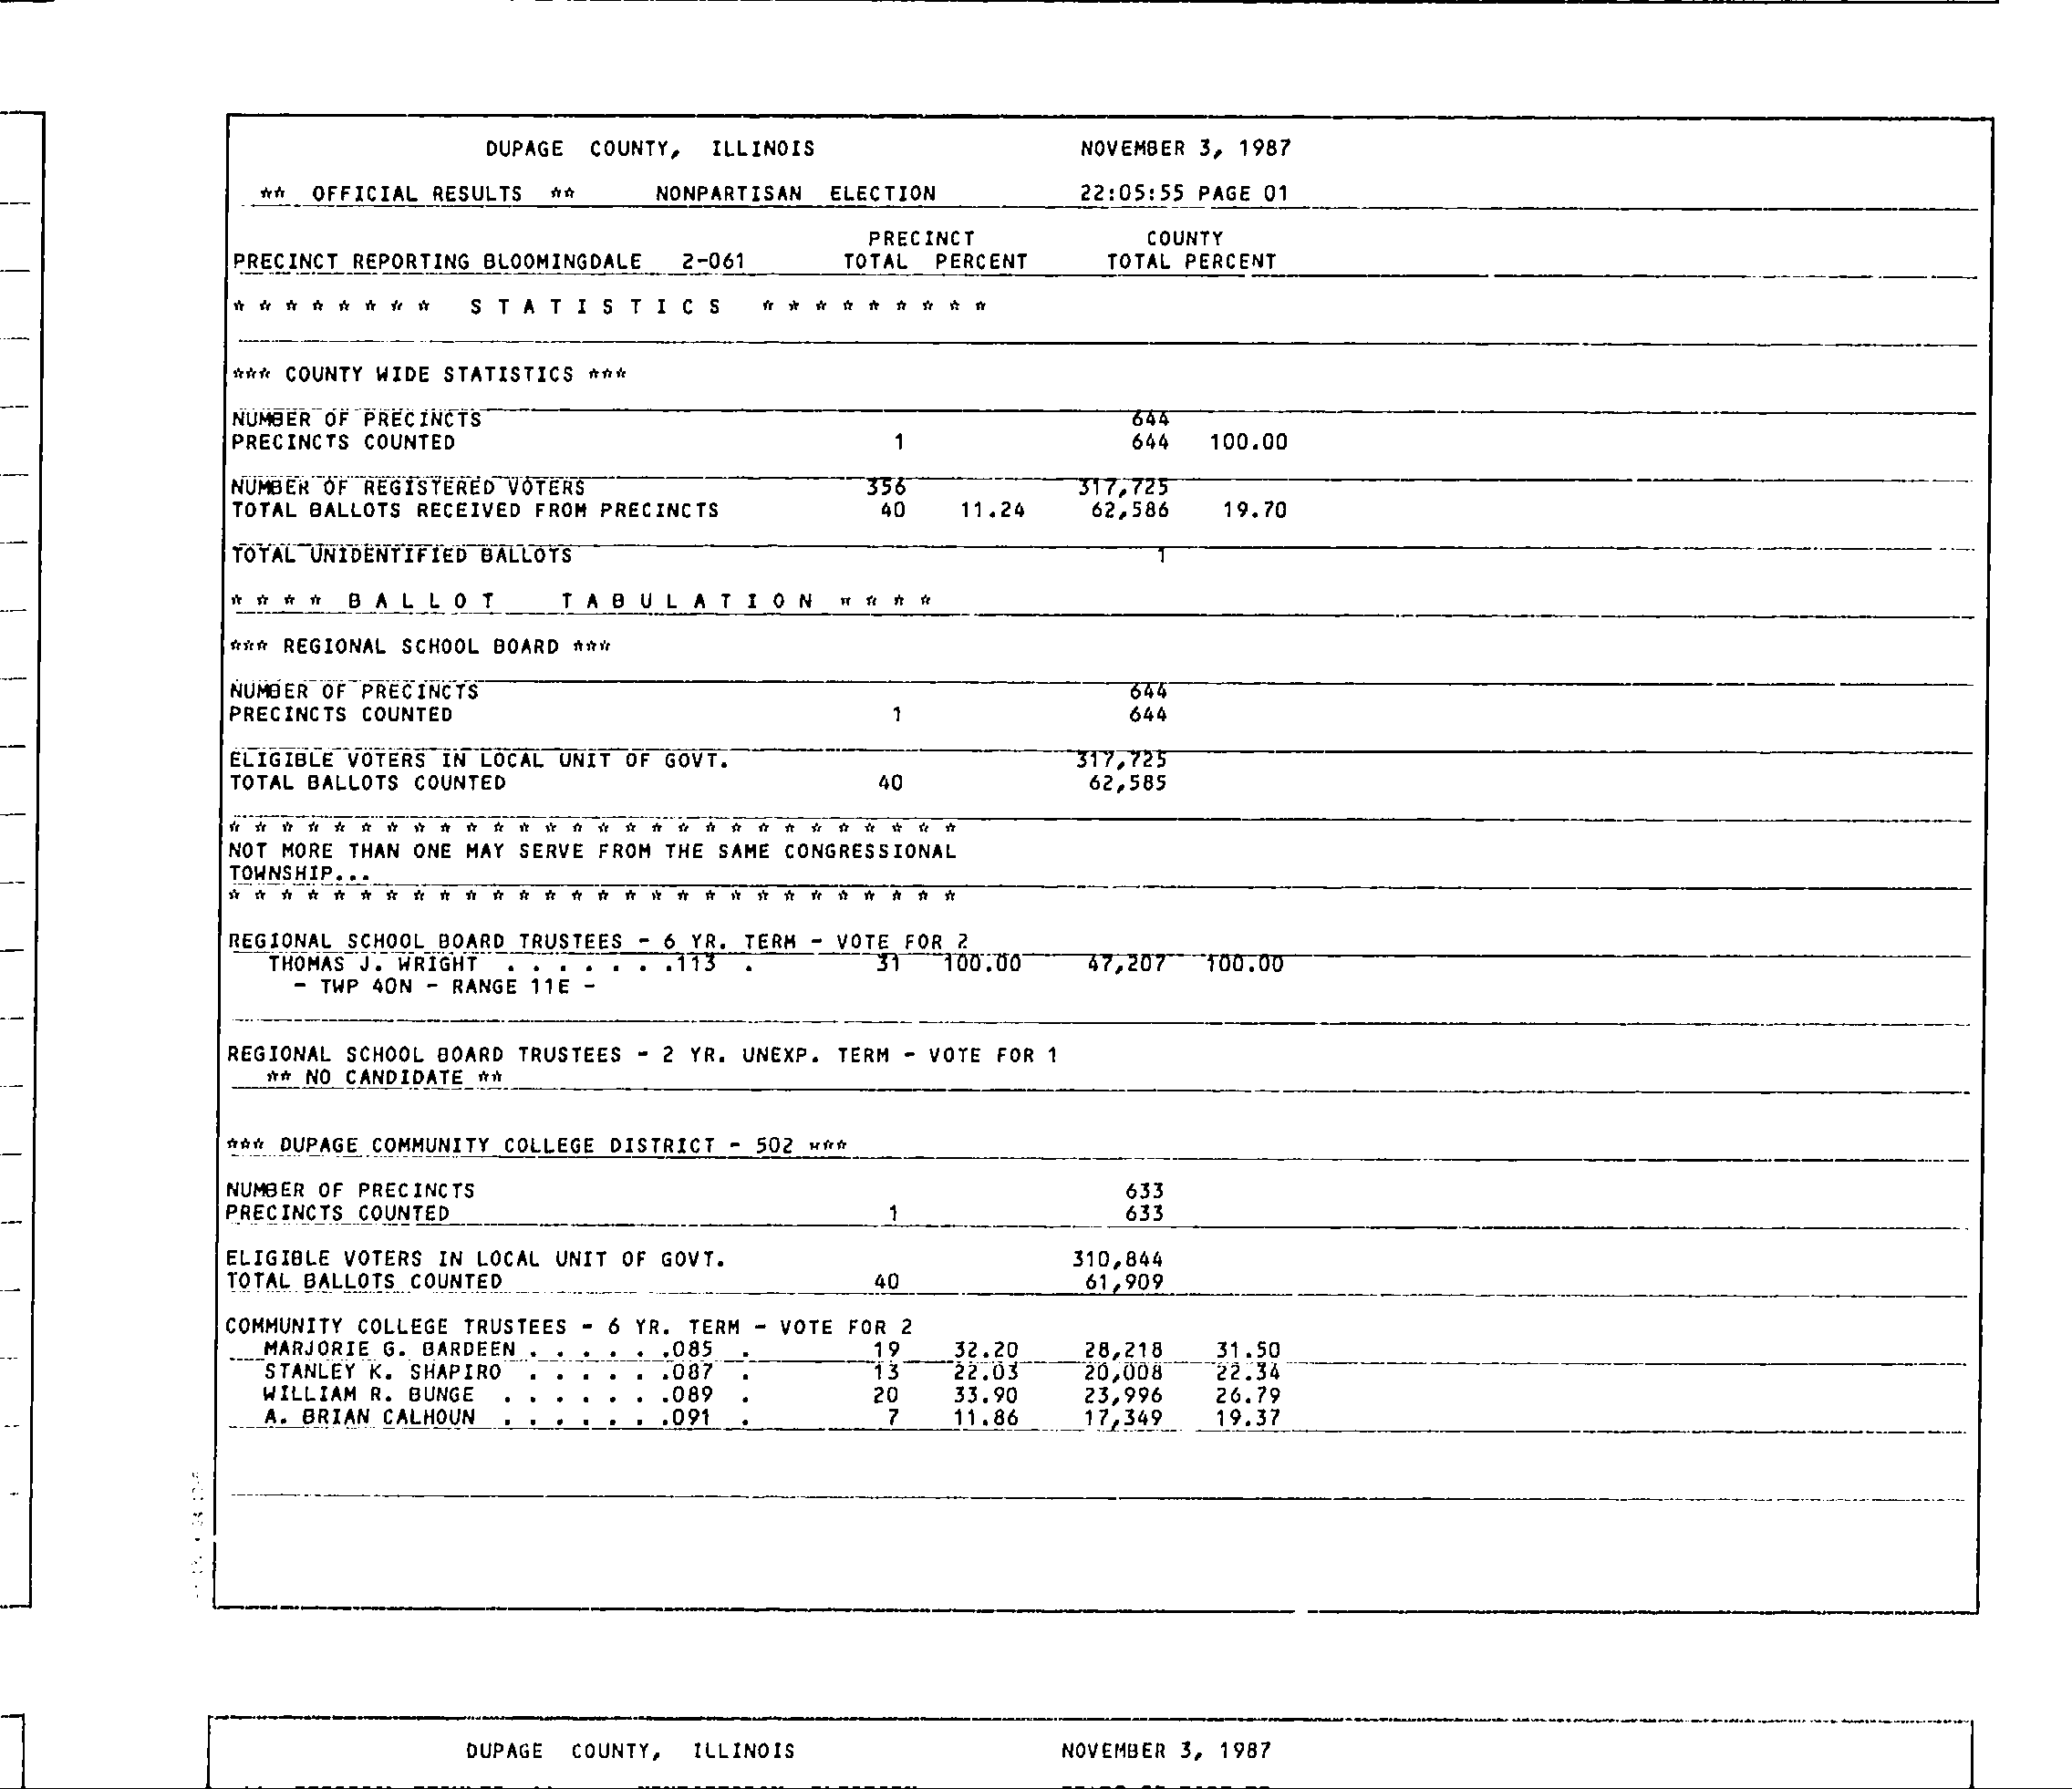 DUPAGE COUNTY, ILLINOIS NOVEMBER 3, 1987
** OFFICIAL RESULTS ** NONPARTISAN ELECTION 22:05:55 PAGE 01
PRECINCT COUNTY
PRECINCT REPORTING BLOOMINGDALE 2-061 TOTAL PERCENT TOTAL PERCENT
* * * * * * * * S T A T I S T I C S * * * * * * * * *
*** COUNTY WIDE STATISTICS ***
NUMBER OF PRECINCTS 644
PRECINCTS COUNTED 1 644 100.00
NUMBER OF REGISTERED VOTERS 356 317,725
TOTAL BALLOTS RECEIVED FROM PRECINCTS 40 11.24 62,586 19.70
TOTAL UNIDENTIFIED BALLOTS 1
* * * * B A L L O T T A B U L A T I O N * * * *
*** REGIONAL SCHOOL BOARD ***
NUMBER OF PRECINCTS 644
PRECINCTS COUNTED 1 644
ELIGIBLE VOTERS IN LOCAL UNIT OF GOVT. 317,725
TOTAL BALLOTS COUNTED 40 62,585
* * * * * * * * * * * * * * * * * * * * * * * * * * * *
NOT MORE THAN ONE MAY SERVE FROM THE SAME CONGRESSIONAL
TOWNSHIP...
* * * * * * * * * * * * * * * * * * * * * * * * * * * *
REGIONAL SCHOOL BOARD TRUSTEES - 6 YR. TERM - VOTE FOR 2
THOMAS J. WRIGHT . . . . . . .113 . 31 100.00 47,207 100.00
- TWP 40N - RANGE 11E -
REGIONAL SCHOOL BOARD TRUSTEES - 2 YR. UNEXP. TERM - VOTE FOR 1
** NO CANDIDATE **
*** DUPAGE COMMUNITY COLLEGE DISTRICT - 502 ***
NUMBER OF PRECINCTS 633
PRECINCTS COUNTED 1 633
ELIGIBLE VOTERS IN LOCAL UNIT OF GOVT. 310,844
TOTAL BALLOTS COUNTED 40 61,909
COMMUNITY COLLEGE TRUSTEES - 6 YR. TERM - VOTE FOR 2
MARJORIE G. BARDEEN . . . . . .085 . 19 32.20 28,218 31.50
STANLEY K. SHAPIRO . . . . . .087 . 13 22.03 20,008 22.34
WILLIAM R. BUNGE . . . . . . .089 . 20 33.90 23,996 26.79
A. BRIAN CALHOUN . . . . . . .091 . 7 11.86 17,349 19.37
DUPAGE COUNTY, ILLINOIS NOVEMBER 3, 1987